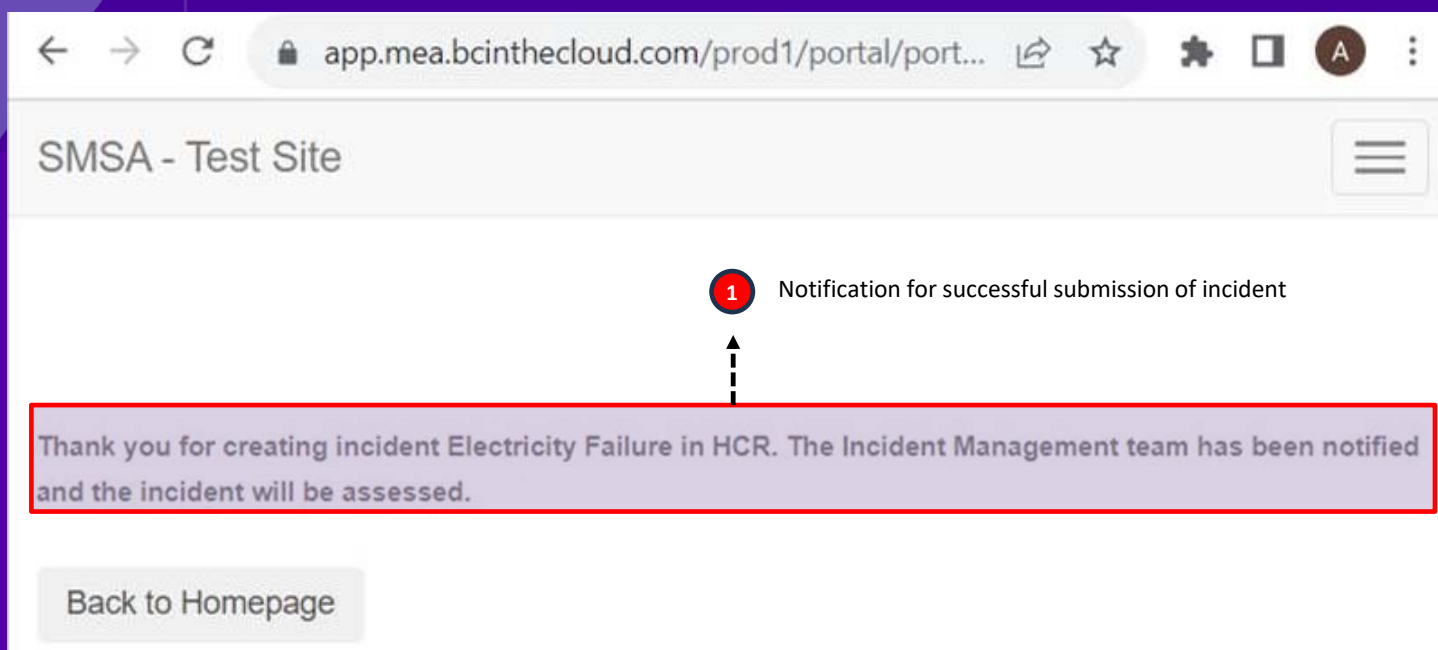 app.mea.bcinthecloud.com/prod1/portal/port...
A
SMSA - Test Site
1 Notification for successful submission of incident
Thank you for creating incident Electricity Failure in HCR. The Incident Management team has been notified
and the incident will be assessed.
Back to Homepage